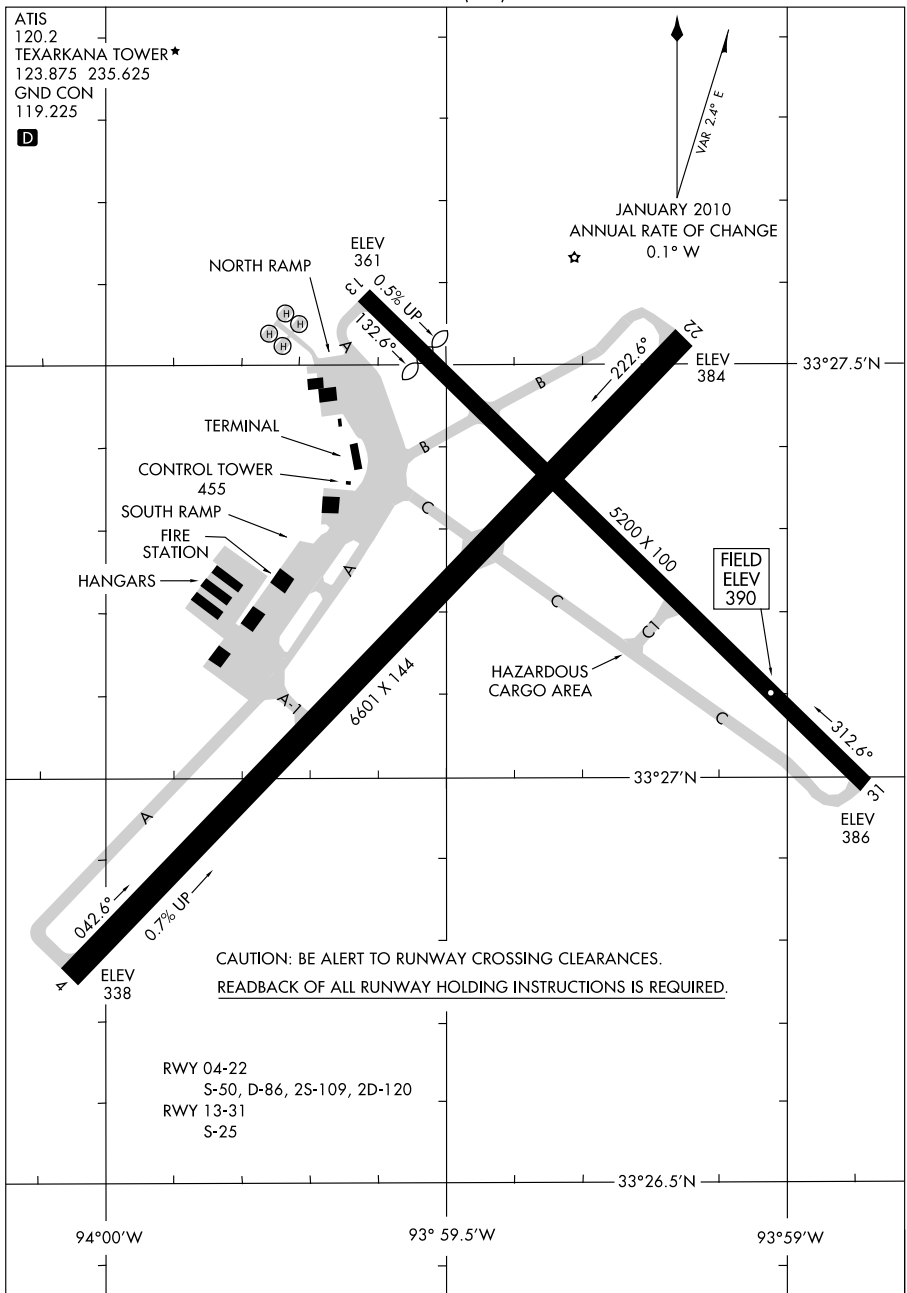 ATIS
120.2
TEXARKANA TOWER★
123.875 235.625
GND CON
119.225
D
VAR 2.4° E
JANUARY 2010
ANNUAL RATE OF CHANGE
0.1° W
ELEV
361
NORTH RAMP
13
0.5% UP
132.6°
H
H
H
H
A
22
ELEV
384
222.6°
33°27.5'N
B
B
TERMINAL
CONTROL TOWER
455
SOUTH RAMP
FIRE
STATION
HANGARS
C
A
5200 X 100
FIELD
ELEV
390
C
C1
HAZARDOUS
CARGO AREA
6601 X 144
A-1
C
312.6°
33°27'N
31
ELEV
386
A
042.6°
0.7% UP
4
ELEV
338
CAUTION: BE ALERT TO RUNWAY CROSSING CLEARANCES.
READBACK OF ALL RUNWAY HOLDING INSTRUCTIONS IS REQUIRED.
RWY 04-22
S-50, D-86, 2S-109, 2D-120
RWY 13-31
S-25
33°26.5'N
94°00'W
93° 59.5'W
93°59'W